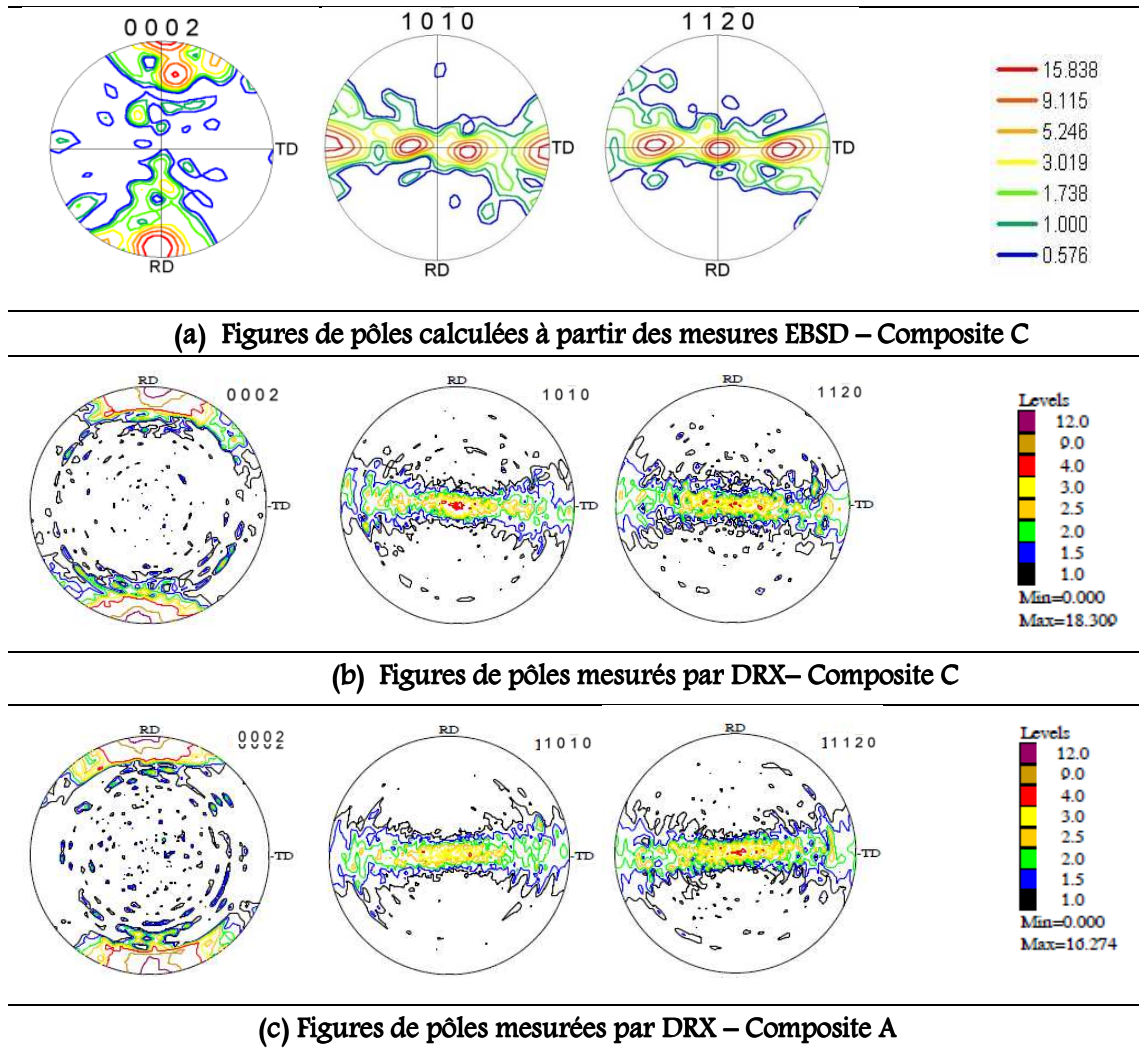 0 0 0 2
1 0 1 0
1 1 2 0
TD
TD
TD
RD
RD
RD
15.838
9.115
5.246
3.019
1.738
1.000
0.576
(a) Figures de pôles calculées à partir des mesures EBSD – Composite C
RD
RD
RD
0 0 0 2
1 0 1 0
1 1 2 0
-TD
-TD
-TD
Levels
12.0
9.0
4.0
3.0
2.5
2.0
1.5
1.0
Min=0.000
Max=18.309
(b) Figures de pôles mesurés par DRX– Composite C
RD
RD
RD
0 0 0 2
1 1 0 1 0
1 1 1 2 0
-TD
-TD
-TD
Levels
12.0
9.0
4.0
3.0
2.5
2.0
1.5
1.0
Min=0.000
Max=16.274
(c) Figures de pôles mesurées par DRX – Composite A